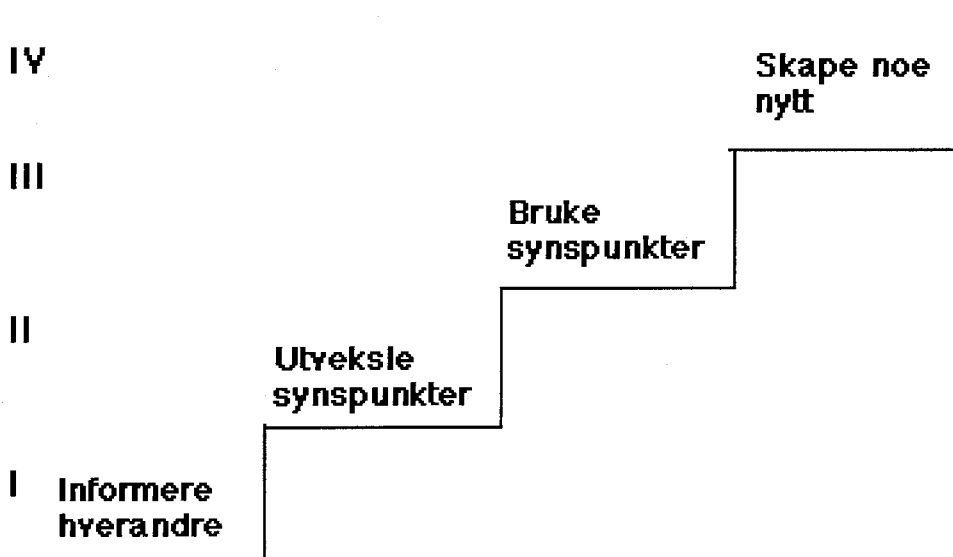 IV
Skape noe
nytt
III
Bruke
synspunkter
II
Utveksle
synspunkter
I
Informere
hverandre